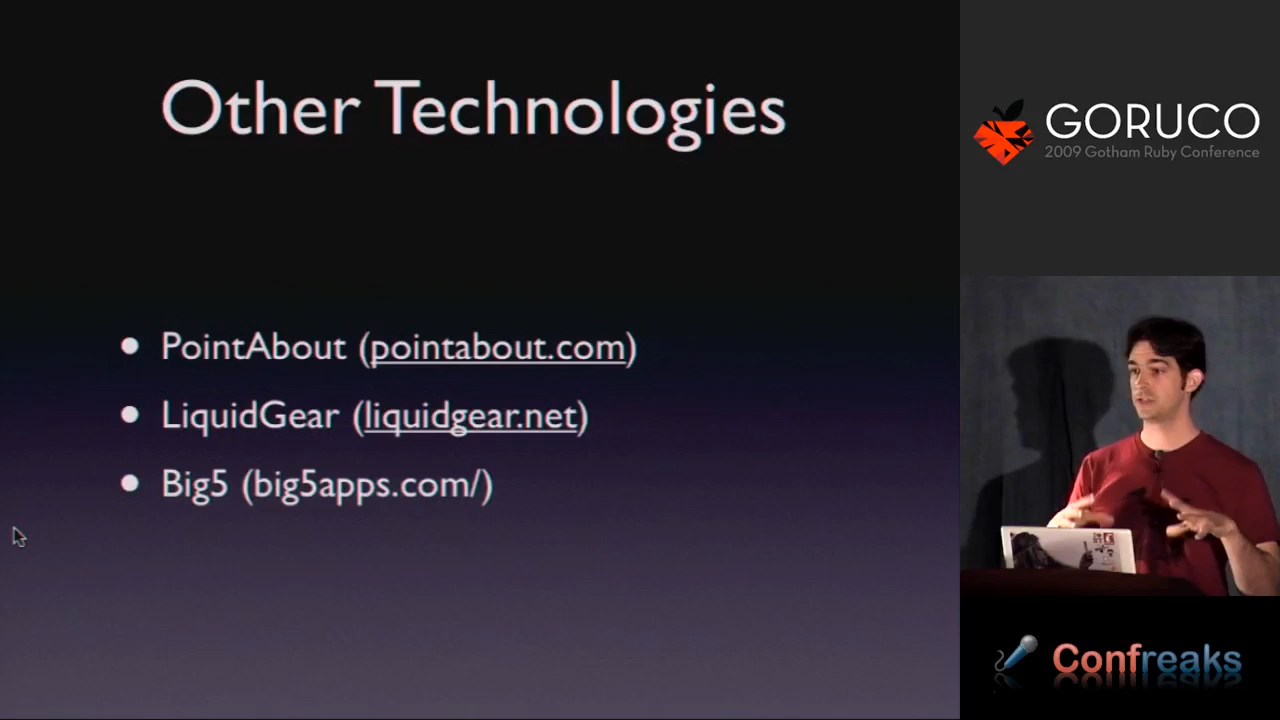 Other Technologies
• PointAbout (pointabout.com)
• LiquidGear (liquidgear.net)
• Big5 (big5apps.com/)
GORUCO
2009 Gotham Ruby Conference
Confreaks